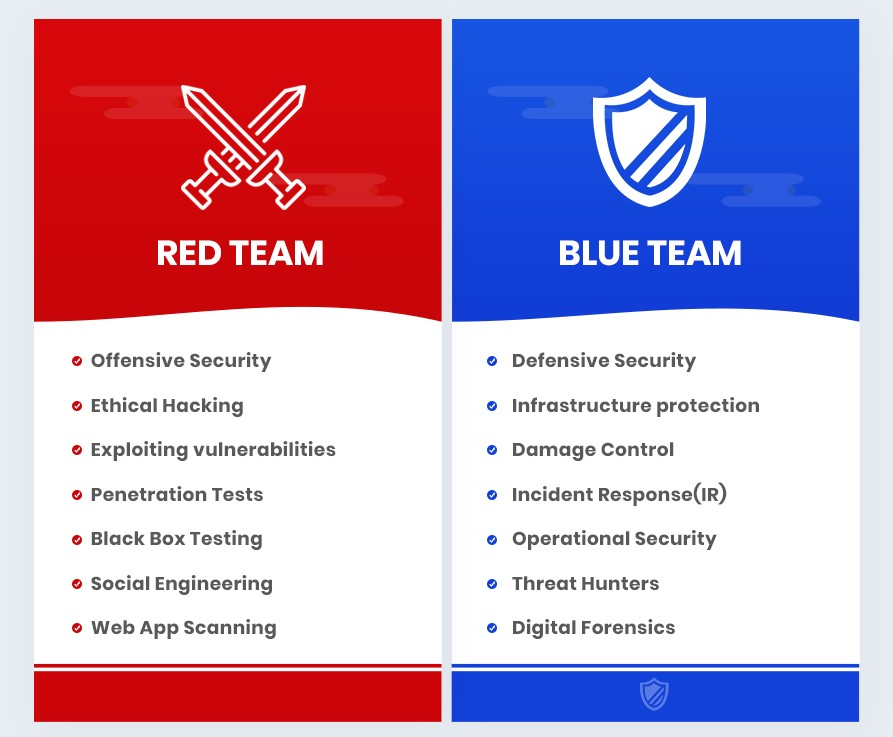 RED TEAM
Offensive Security
Ethical Hacking
Exploiting vulnerabilities
Penetration Tests
Black Box Testing
Social Engineering
Web App Scanning
BLUE TEAM
Defensive Security
Infrastructure protection
Damage Control
Incident Response(IR)
Operational Security
Threat Hunters
Digital Forensics